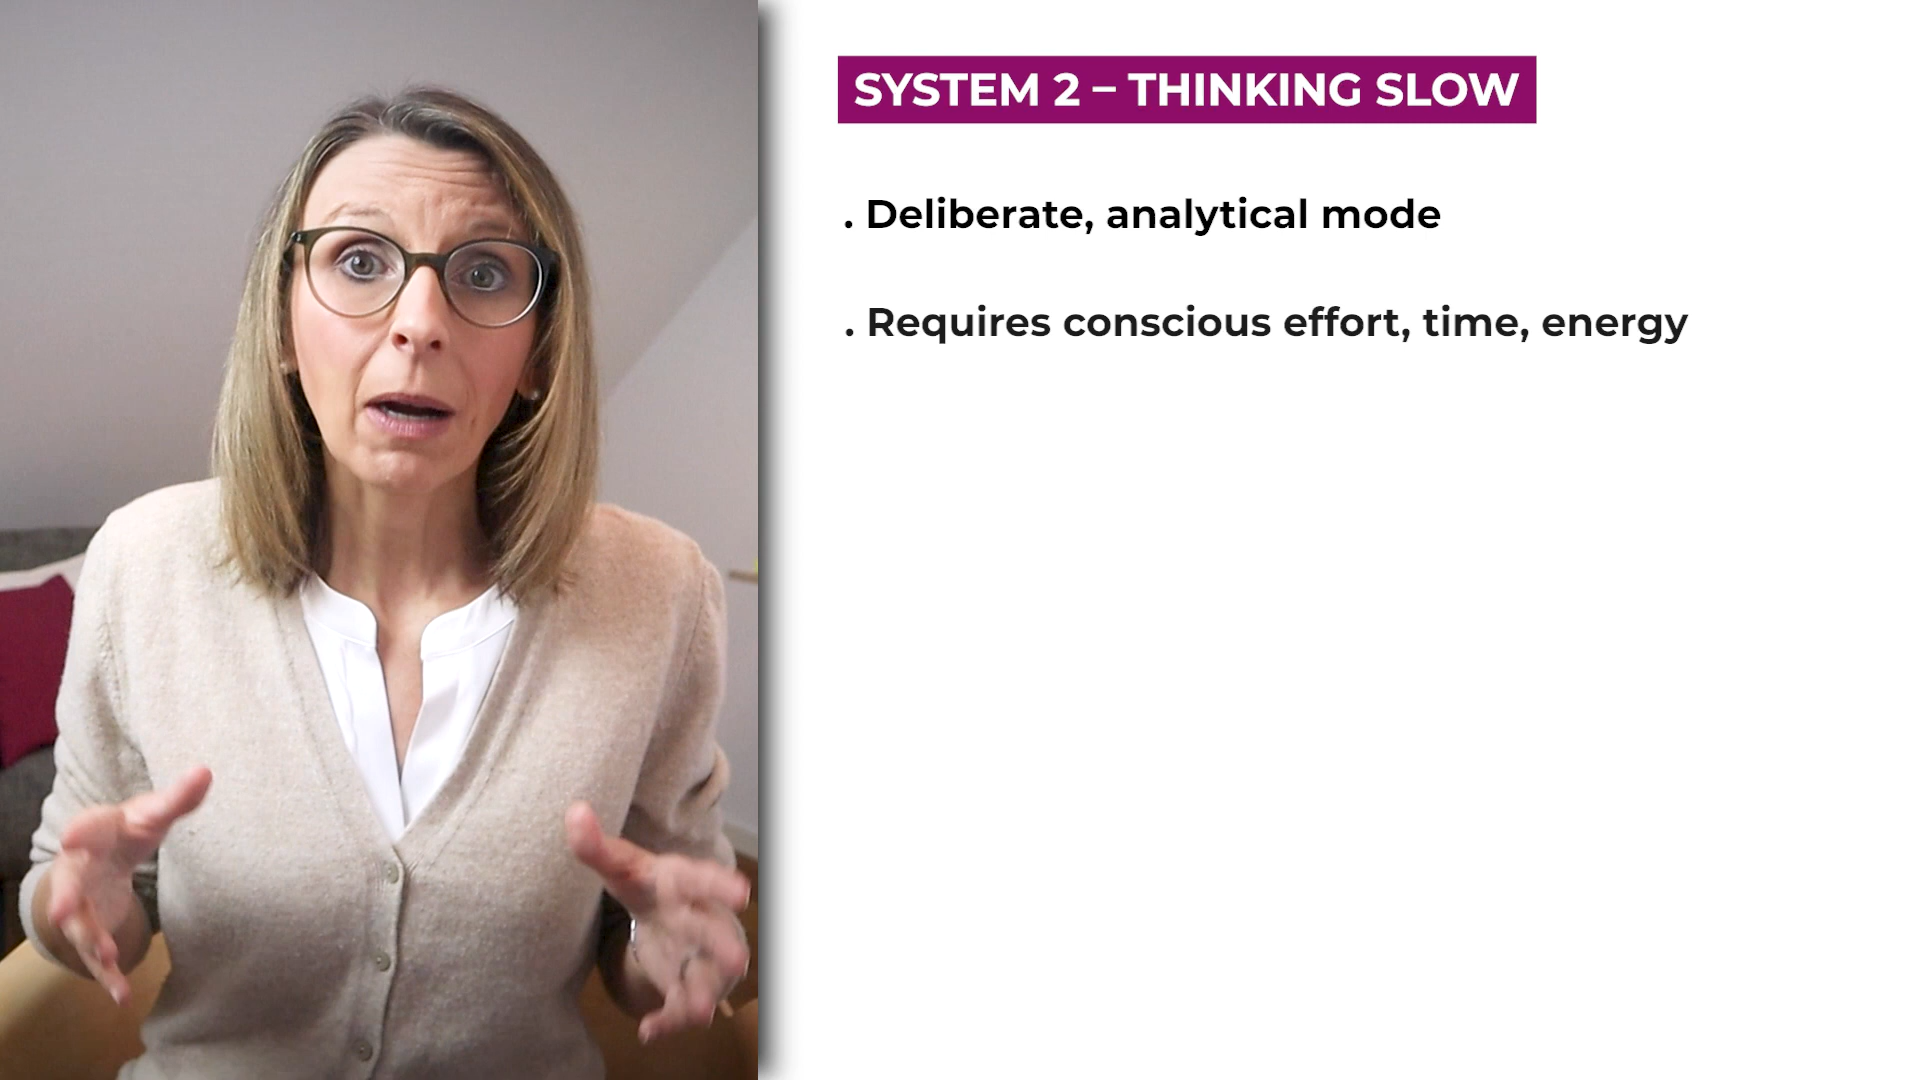 SYSTEM 2 – THINKING SLOW
. Deliberate, analytical mode
. Requires conscious effort, time, energy